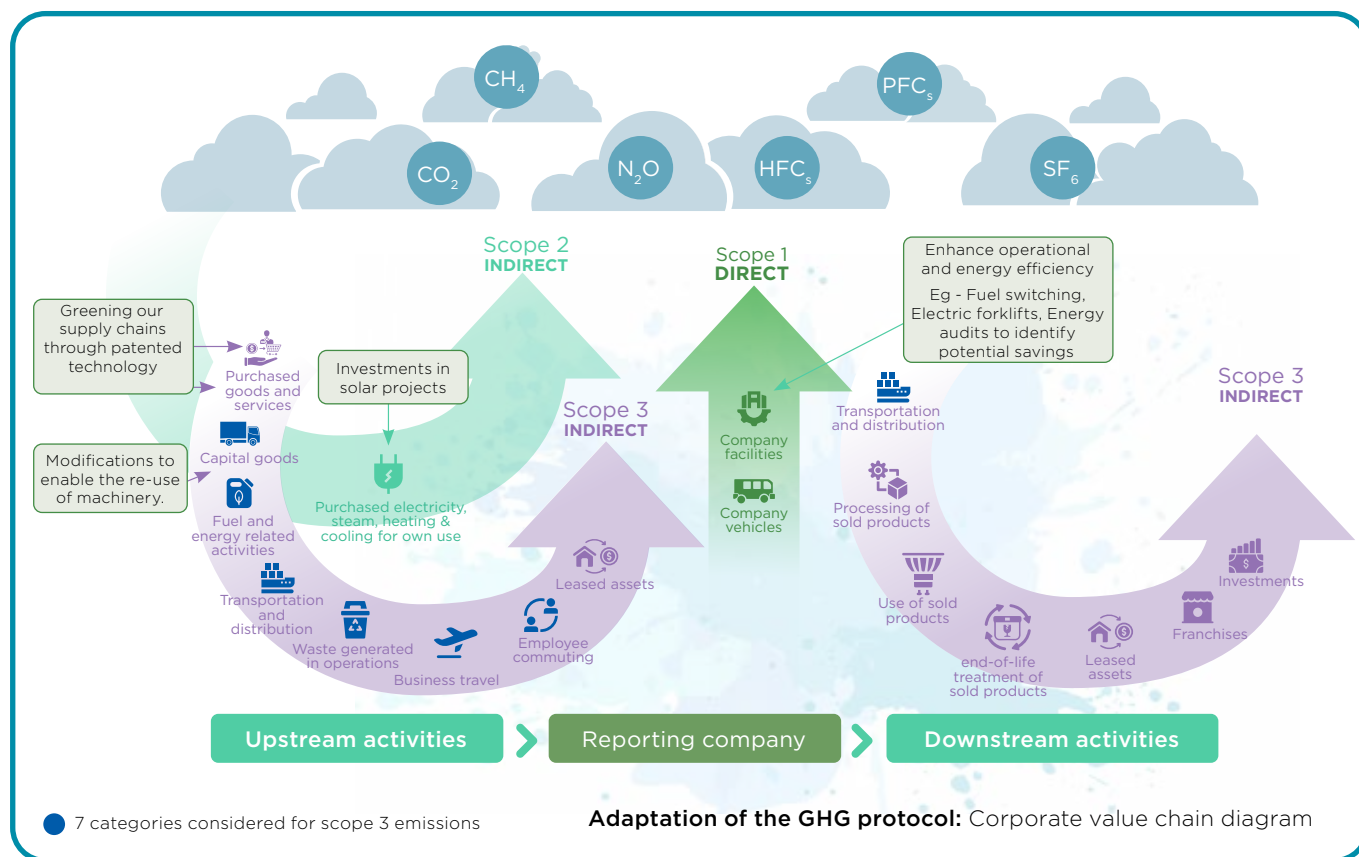 CH4
PFCs
CO2
N2O
HFCs
SF6
Scope 2
INDIRECT
Scope 1
DIRECT
Enhance operational
and energy efficiency
Eg - Fuel switching,
Electric forklifts, Energy
audits to identify
potential savings
Greening our
supply chains
through patented
technology
Purchased
goods and
services
Investments in
solar projects
Scope 3
INDIRECT
Scope 3
INDIRECT
Transportation
and distribution
Modifications to
enable the re-use
of machinery.
Capital goods
Company
facilities
Fuel and
energy related
activities
Purchased electricity,
steam, heating &
cooling for own use
Company
vehicles
Processing of
sold products
Leased assets
Investments
Transportation
and
distribution
Use of sold
products
Waste generated
in operations
Employee
commuting
Franchises
Business travel
end-of-life
treatment of
sold products
Leased
assets
Upstream activities
Reporting company
Downstream activities
7 categories considered for scope 3 emissions
Adaptation of the GHG protocol: Corporate value chain diagram